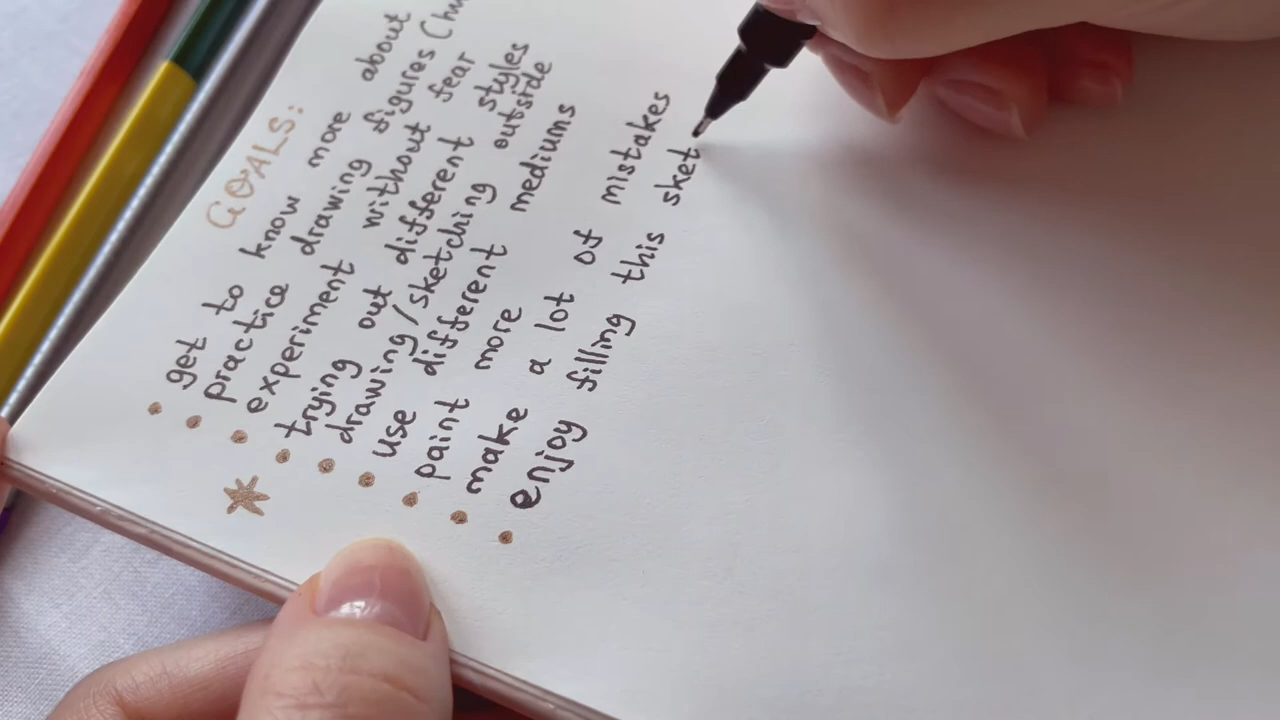 GOALS:
• get to know more about
• practice drawing figures (hu
• experiment without fear
• trying out different styles
• drawing/sketching outside
• use different mediums
• paint more
• make a lot of mistakes
• enjoy filling this sket